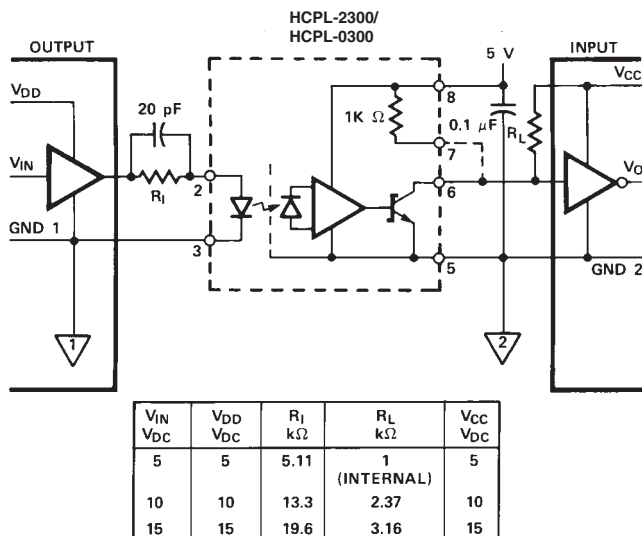 HCPL-2300/
HCPL-0300
OUTPUT
INPUT
5 V
VDD
VCC
20 pF
8
1K Ω
0.1 µF
RL
7
VIN
RI
2
6
VO
GND 1
3
5
GND 2
1
2
VIN VDD RI RL VCC
VDC VDC kΩ kΩ VDC
5 5 5.11 1 5
(INTERNAL)
10 10 13.3 2.37 10
15 15 19.6 3.16 15